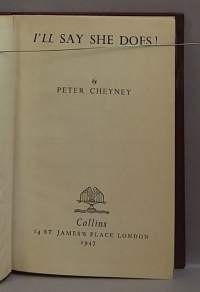 I'LL SAY SHE DOES!
by
PETER CHEYNEY
Collins
14 ST. JAMES'S PLACE LONDON
1947